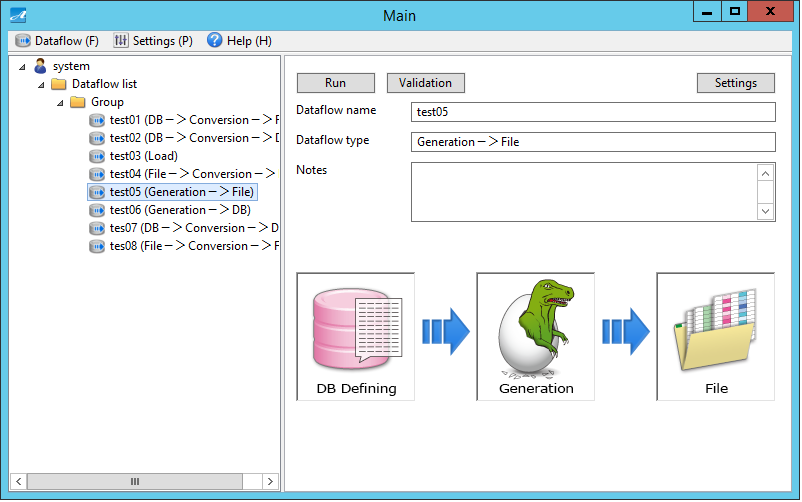 Main
Dataflow (F) Settings (P) Help (H)
system
Dataflow list
Group
test01 (DB－＞Conversion－＞F
test02 (DB－＞Conversion－＞D
test03 (Load)
test04 (File－＞Conversion－＞
test05 (Generation－＞File)
test06 (Generation－＞DB)
tes07 (DB－＞Conversion－＞D
tes08 (File－＞Conversion－＞F
Run Validation Settings
Dataflow name test05
Dataflow type Generation－＞File
Notes
DB Defining Generation File